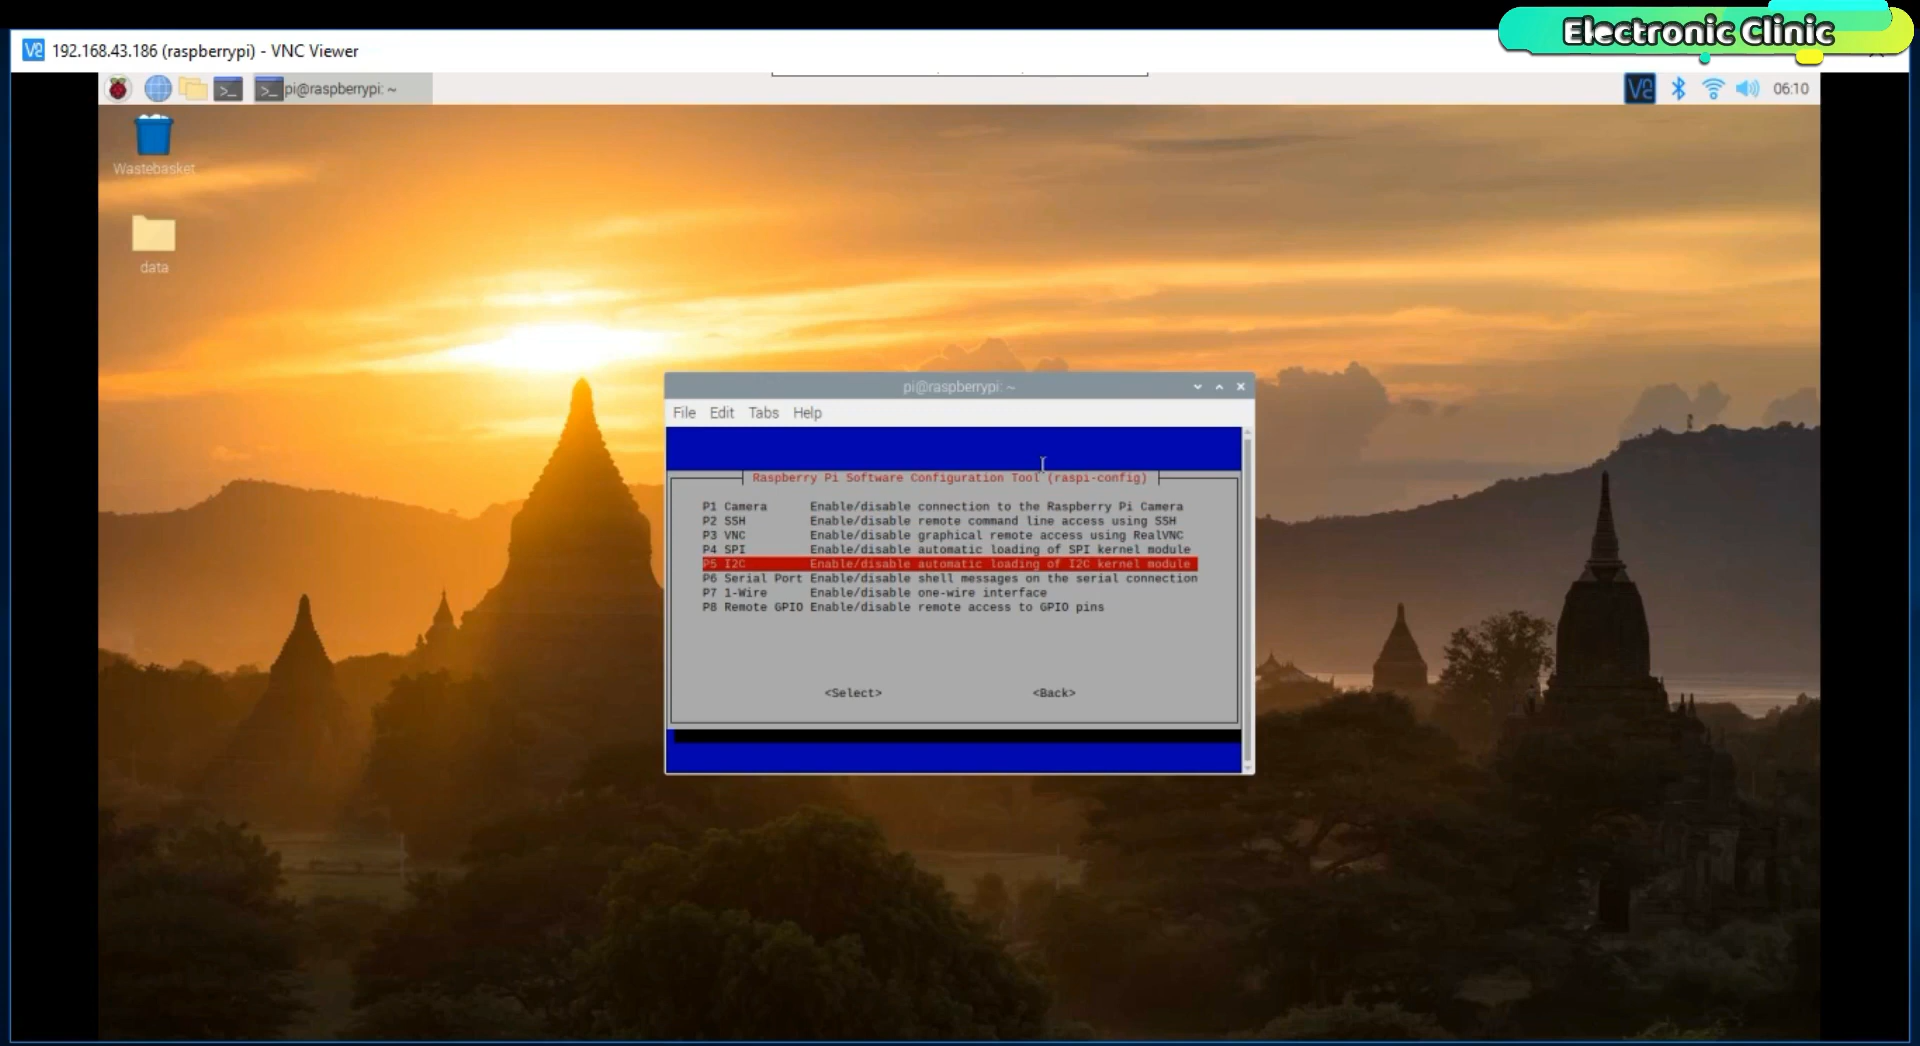 Electronic Clinic
192.168.43.186 (raspberrypi) - VNC Viewer
pi@raspberrypi: ~
06:10
Wastebasket
data
pi@raspberrypi: ~
File Edit Tabs Help
Raspberry Pi Software Configuration Tool (raspi-config)
P1 Camera Enable/disable connection to the Raspberry Pi Camera
P2 SSH Enable/disable remote command line access using SSH
P3 VNC Enable/disable graphical remote access using RealVNC
P4 SPI Enable/disable automatic loading of SPI kernel module
P5 I2C Enable/disable automatic loading of I2C kernel module
P6 Serial Port Enable/disable shell messages on the serial connection
P7 1-Wire Enable/disable one-wire interface
P8 Remote GPIO Enable/disable remote access to GPIO pins
<Select> <Back>